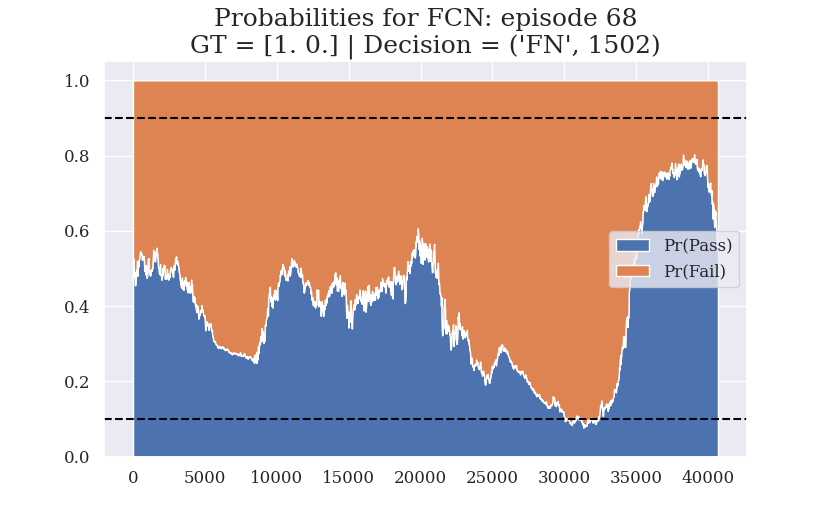 Probabilities for FCN: episode 68
GT = [1. 0.] | Decision = ('FN', 1502)
1.0
0.8
0.6
0.4
0.2
0.0
Pr(Pass)
Pr(Fail)
0 5000 10000 15000 20000 25000 30000 35000 40000